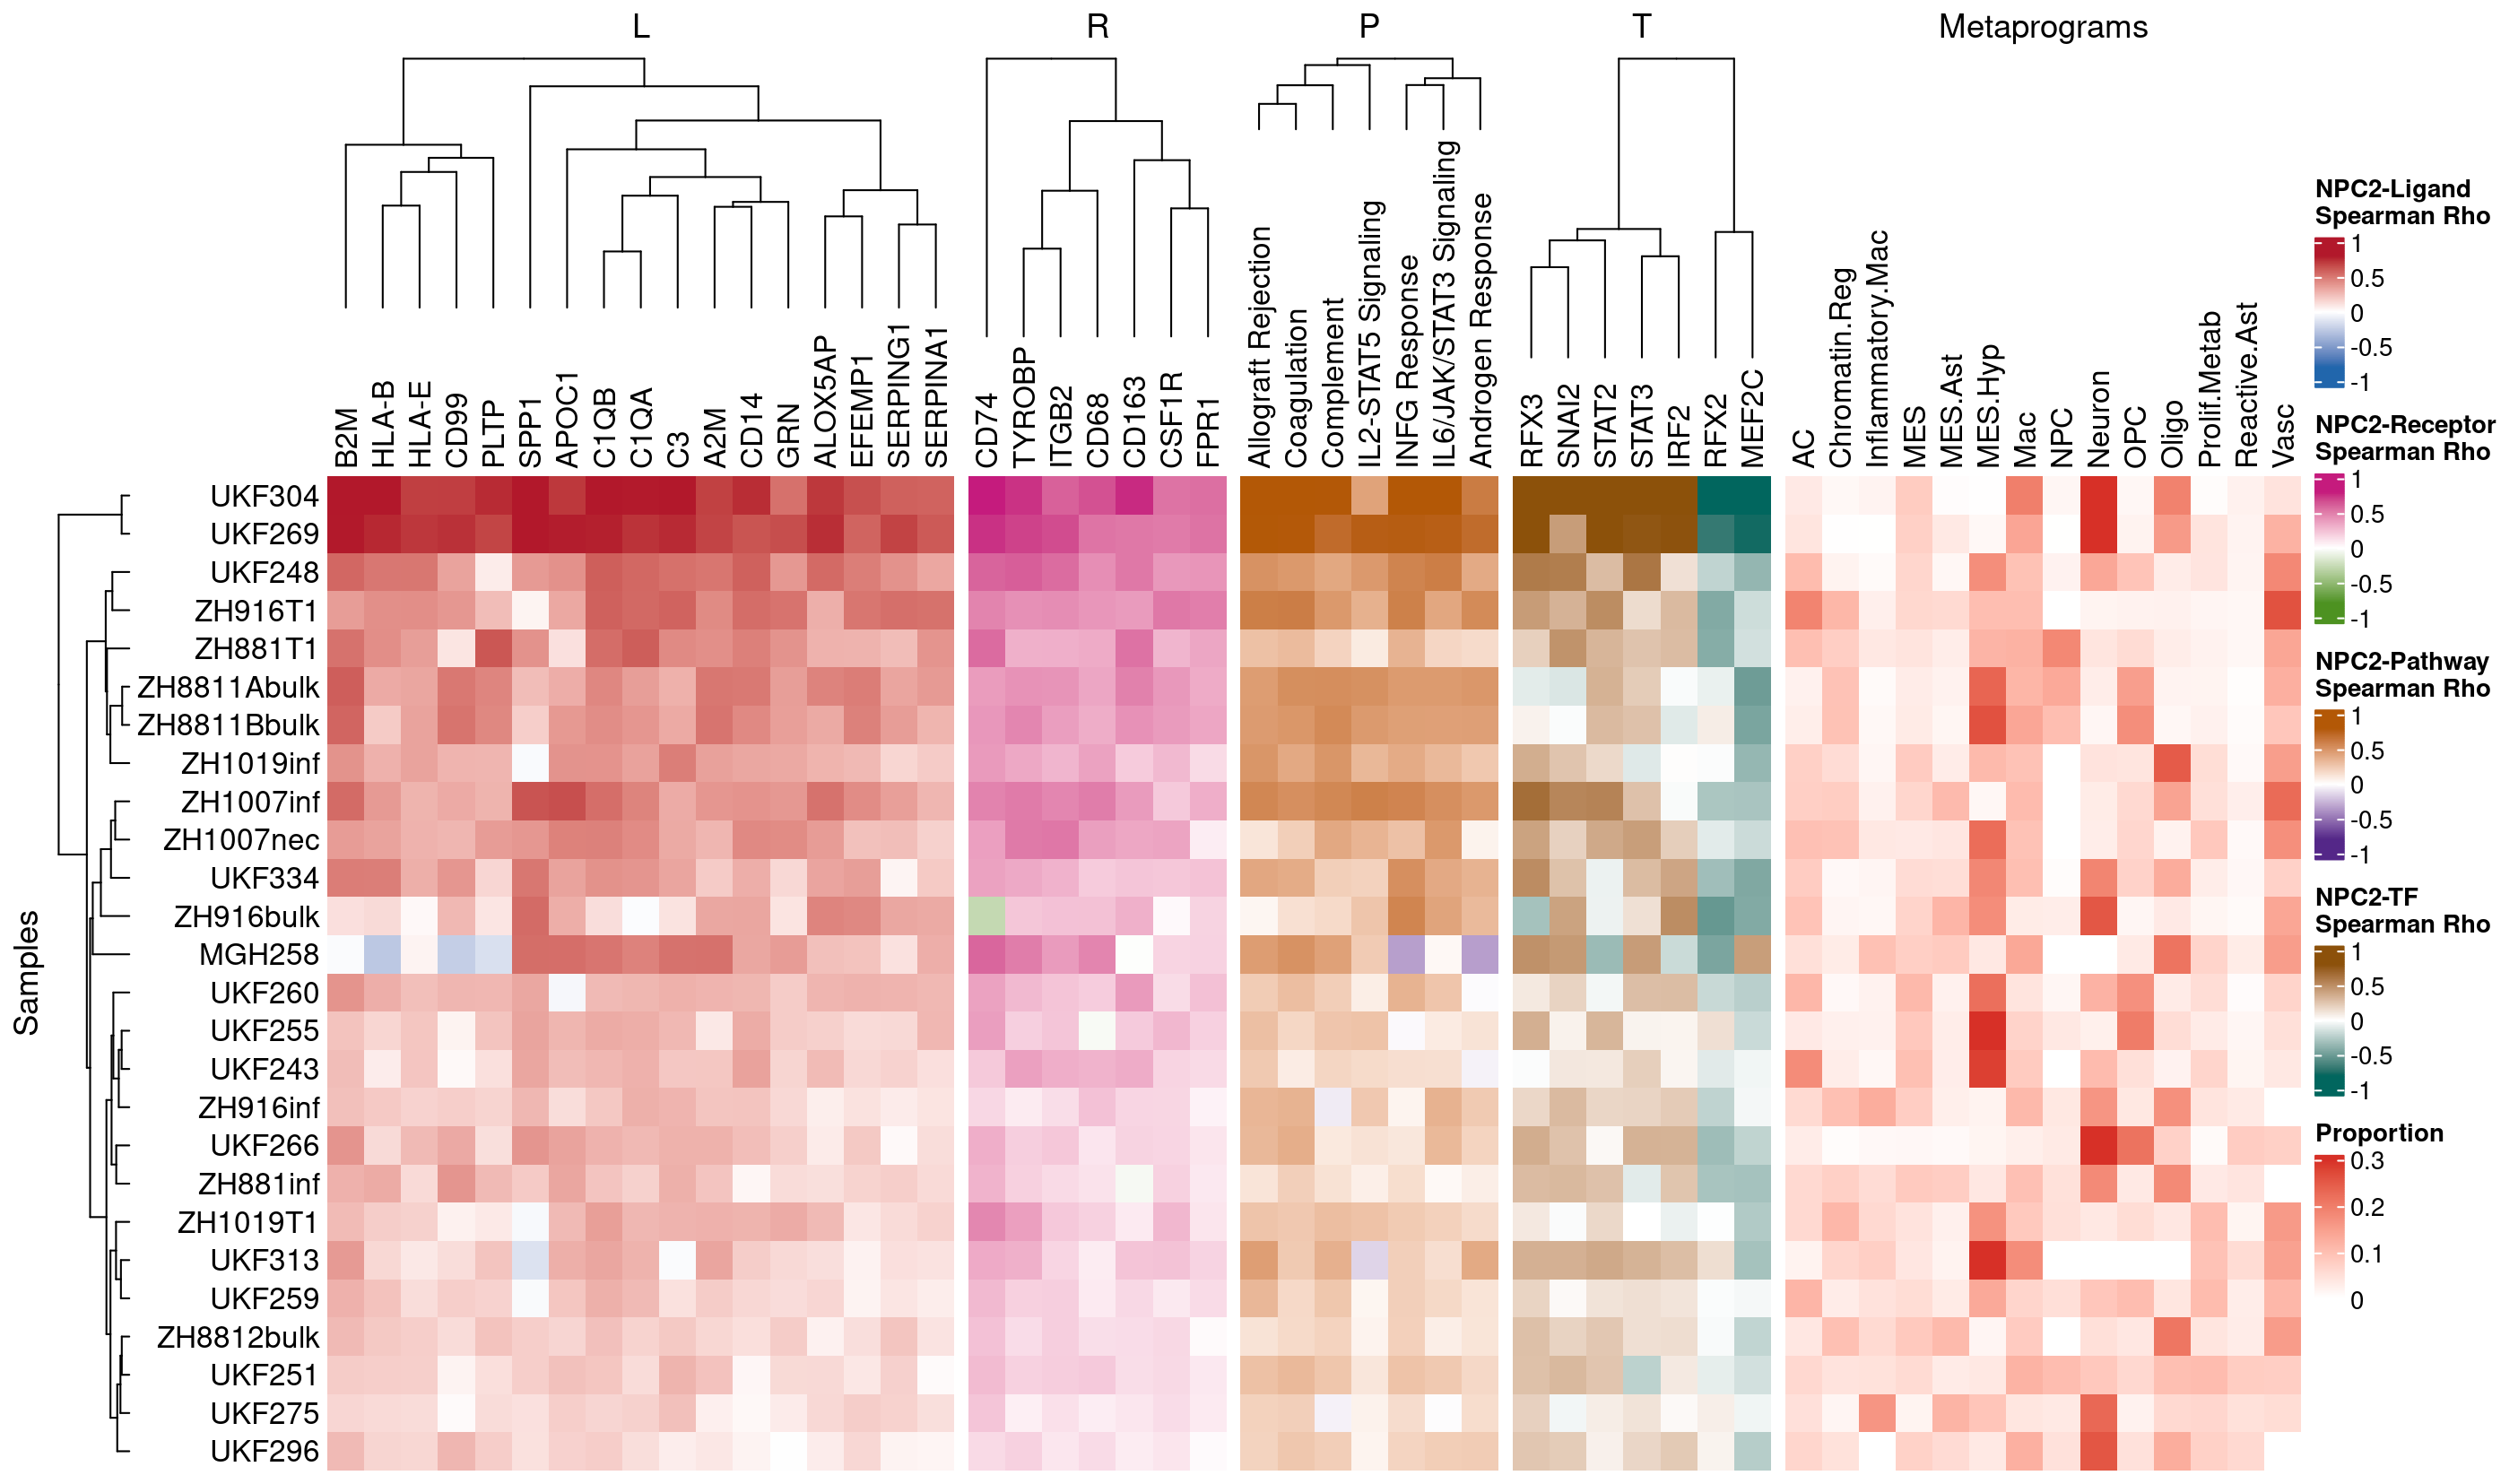 L R P T Metaprograms
B2M HLA-B HLA-E CD99 PLTP SPP1 APOC1 C1QB C1QA C3 A2M CD14 GRN ALOX5AP EFEMP1 SERPING1 SERPINA1
CD74 TYROBP ITGB2 CD68 CD163 CSF1R FPR1
Allograft Rejection
Coagulation
Complement
IL2-STAT5 Signaling
INFG Response
IL6/JAK/STAT3 Signaling
Androgen Response
RFX3 SNAI2 STAT2 STAT3 IRF2 RFX2 MEF2C
AC
Chromatin.Reg
Inflammatory.Mac
MES
MES.Ast
MES.Hyp
Mac
NPC
Neuron
OPC
Oligo
Prolif.Metab
Reactive.Ast
Vasc
Samples
UKF304
UKF269
UKF248
ZH916T1
ZH881T1
ZH8811Abulk
ZH8811Bbulk
ZH1019inf
ZH1007inf
ZH1007nec
UKF334
ZH916bulk
MGH258
UKF260
UKF255
UKF243
ZH916inf
UKF266
ZH881inf
ZH1019T1
UKF313
UKF259
ZH8812bulk
UKF251
UKF275
UKF296
NPC2-Ligand
Spearman Rho
1
0.5
0
-0.5
-1
NPC2-Receptor
Spearman Rho
1
0.5
0
-0.5
-1
NPC2-Pathway
Spearman Rho
1
0.5
0
-0.5
-1
NPC2-TF
Spearman Rho
1
0.5
0
-0.5
-1
Proportion
0.3
0.2
0.1
0